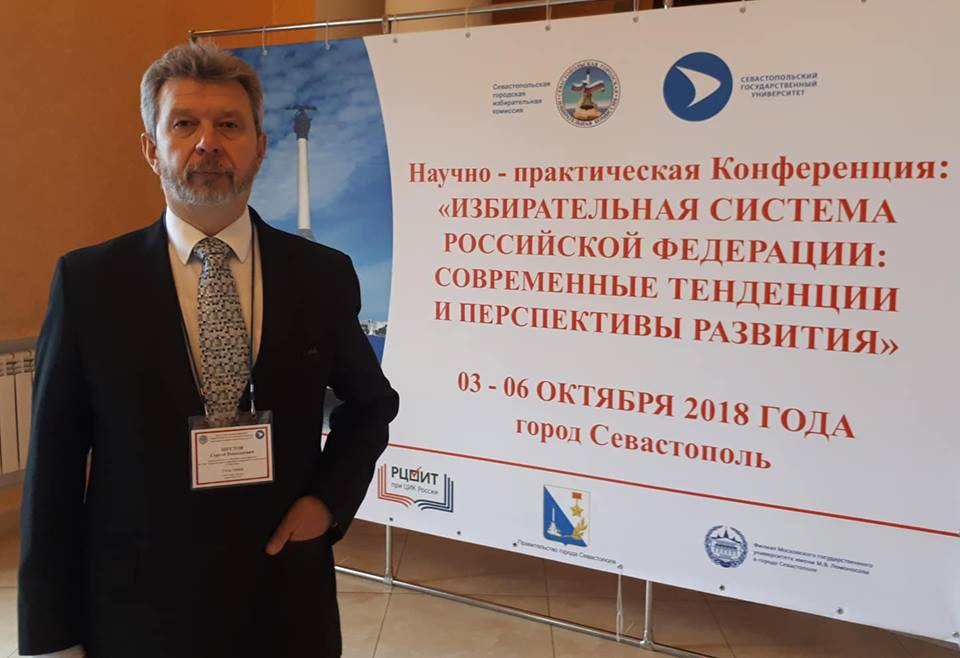 Севастопольская
городская
избирательная
комиссия
СЕВАСТОПОЛЬСКИЙ
ГОСУДАРСТВЕННЫЙ
УНИВЕРСИТЕТ
Научно - практическая Конференция:
«ИЗБИРАТЕЛЬНАЯ СИСТЕМА
РОССИЙСКОЙ ФЕДЕРАЦИИ:
СОВРЕМЕННЫЕ ТЕНДЕНЦИИ
И ПЕРСПЕКТИВЫ РАЗВИТИЯ»
03 - 06 ОКТЯБРЯ 2018 ГОДА
город Севастополь
РЦОИТ
при ЦИК России
Правительство города Севастополя
Филиал Московского государственного
университета имени М.В. Ломоносова
в городе Севастополе